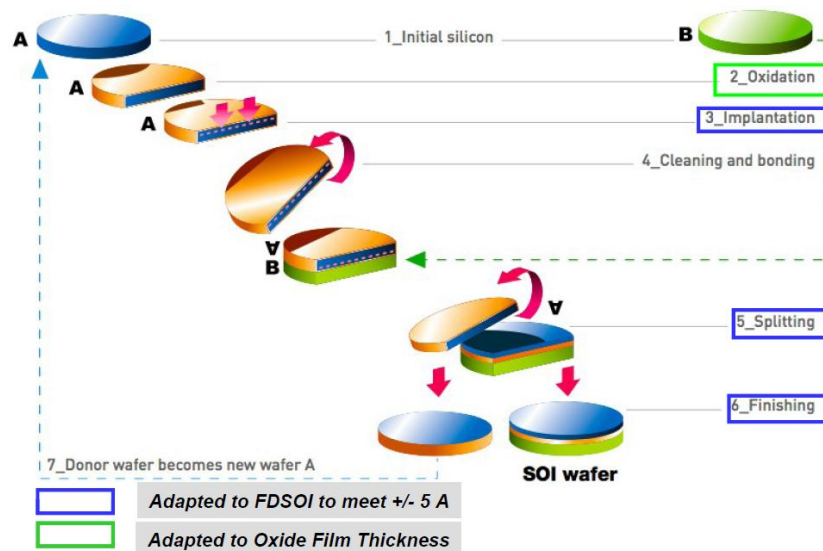 A
1_Initial silicon
B
A
2_Oxidation
A
3_Implantation
4_Cleaning and bonding
A
B
A
5_Splitting
6_Finishing
SOI wafer
7_Donor wafer becomes new wafer A
Adapted to FDSOI to meet +/- 5 A
Adapted to Oxide Film Thickness